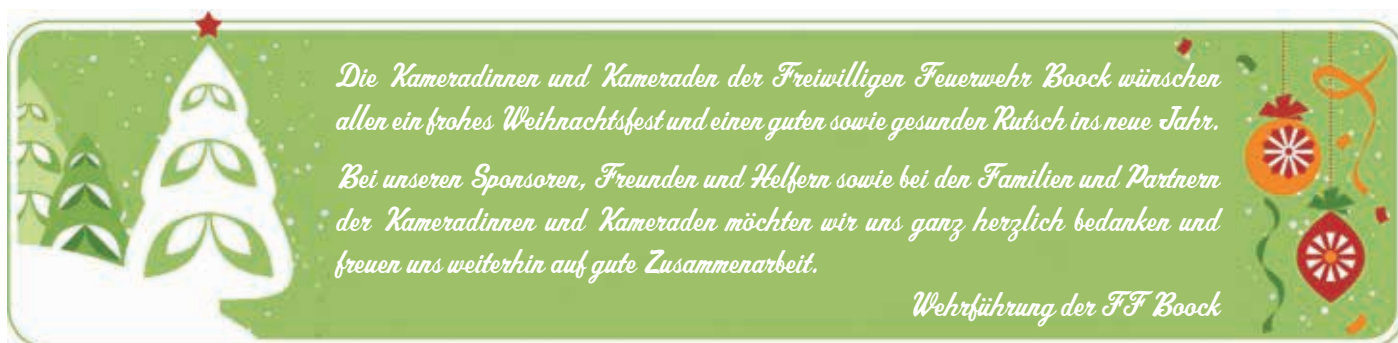 Die Kameradinnen und Kameraden der Freiwilligen Feuerwehr Boock wünschen
allen ein frohes Weihnachtsfest und einen guten sowie gesunden Rutsch ins neue Jahr.
Bei unseren Sponsoren, Freunden und Helfern sowie bei den Familien und Partnern
der Kameradinnen und Kameraden möchten wir uns ganz herzlich bedanken und
freuen uns weiterhin auf gute Zusammenarbeit.
Wehrführung der FF Boock